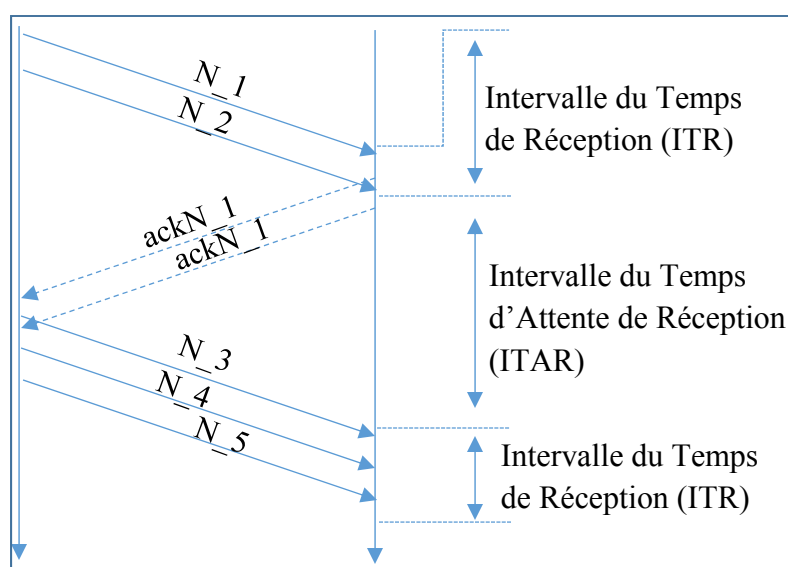 N_1
N_2
Intervalle du Temps
de Réception (ITR)
ackN_1
ackN_1
Intervalle du Temps
d’Attente de Réception
(ITAR)
N_3
N_4
N_5
Intervalle du Temps
de Réception (ITR)